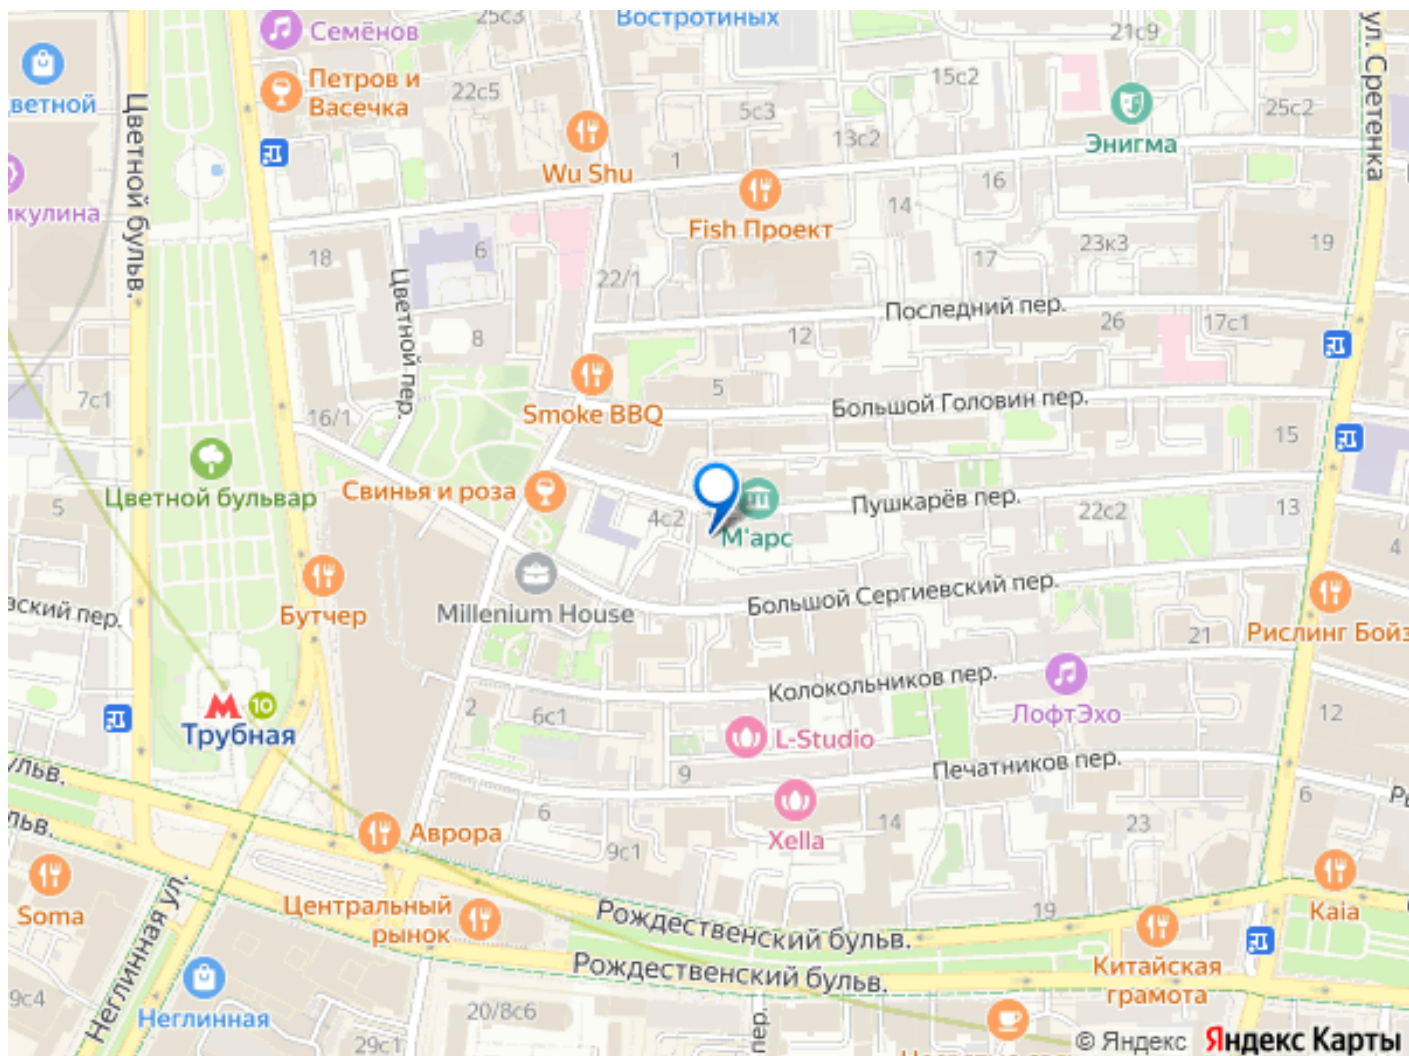 25с3
Востротиных
21с9
Семёнов
ул. Сретенка
Петров и
Васечка
22с5
15с2
5с3
25с2
13с2
Энигма
Цветной бульв.
1
Wu Shu
16
14
Fish Проект
23к3
19
18
6
17
22/1
Цветной пер.
Последний пер.
12
26
17с1
8
5
7с1
Smoke BBQ
Большой Головин пер.
16/1
15
Цветной бульвар
Свинья и роза
Пушкарёв пер.
5
4с2
22с2
13
М'арс
4
Millenium House
Большой Сергиевский пер.
Бутчер
21
Рислинг Бойз
Колокольников пер.
2
6с1
ЛофтЭхо
12
10
Трубная
L-Studio
9
Печатников пер.
6
6
14
23
Xella
Аврора
9с1
Soma
Неглинная ул.
Центральный
рынок
Рождественский бульв.
19
Kaia
Рождественский бульв.
Китайская
грамота
9с4
Неглинная
20/8с6
29с1
пер.
© Яндекс Яндекс Карты